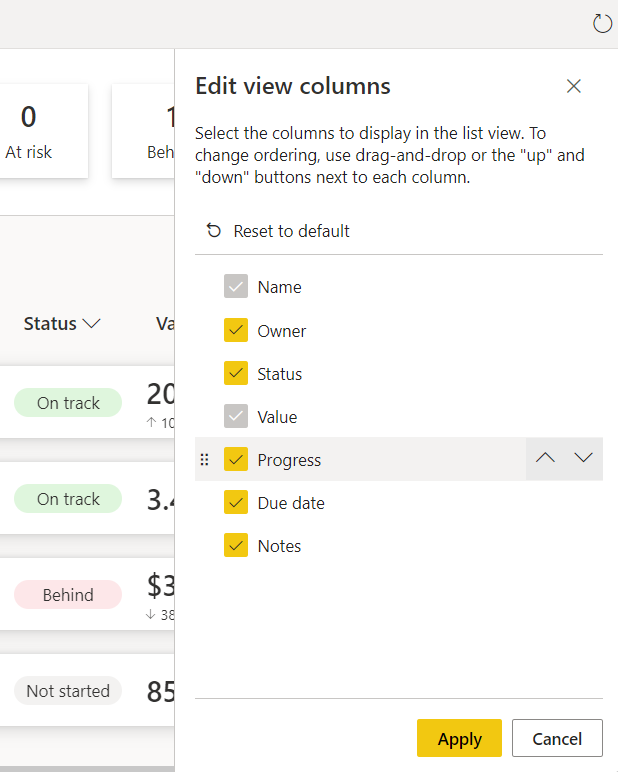 Edit view columns
Select the columns to display in the list view. To
change ordering, use drag-and-drop or the "up" and
"down" buttons next to each column.
Reset to default
Name
Owner
Status
Value
Progress
Due date
Notes
Apply
Cancel
0
At risk
1
Beh
Status
Va
On track
20
↑ 10
On track
3.4
Behind
$3
↓ 38
Not started
85